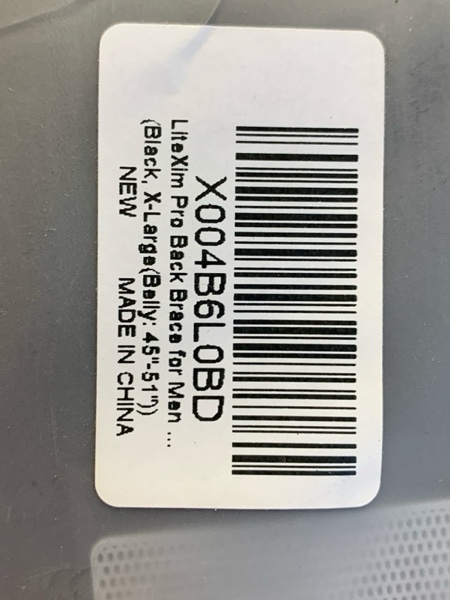 X004B6L0BD
LiteXim Pro Back Brace for Men ...
(Black, X-Large(Belly: 45"-51"))
NEW MADE IN CHINA